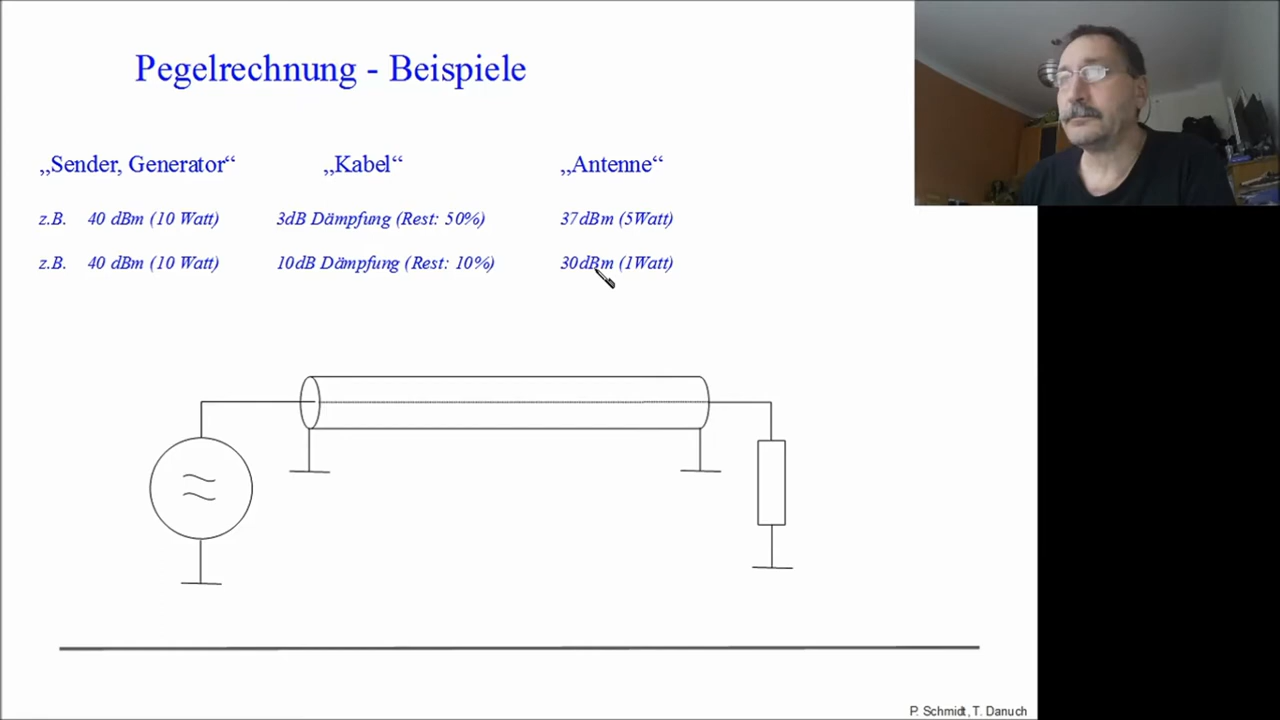 Pegelrechnung - Beispiele
„Sender, Generator“ „Kabel“ „Antenne“
z.B. 40 dBm (10 Watt) 3dB Dämpfung (Rest: 50%) 37dBm (5Watt)
z.B. 40 dBm (10 Watt) 10dB Dämpfung (Rest: 10%) 30dBm (1Watt)
P. Schmidt, T. Danuch